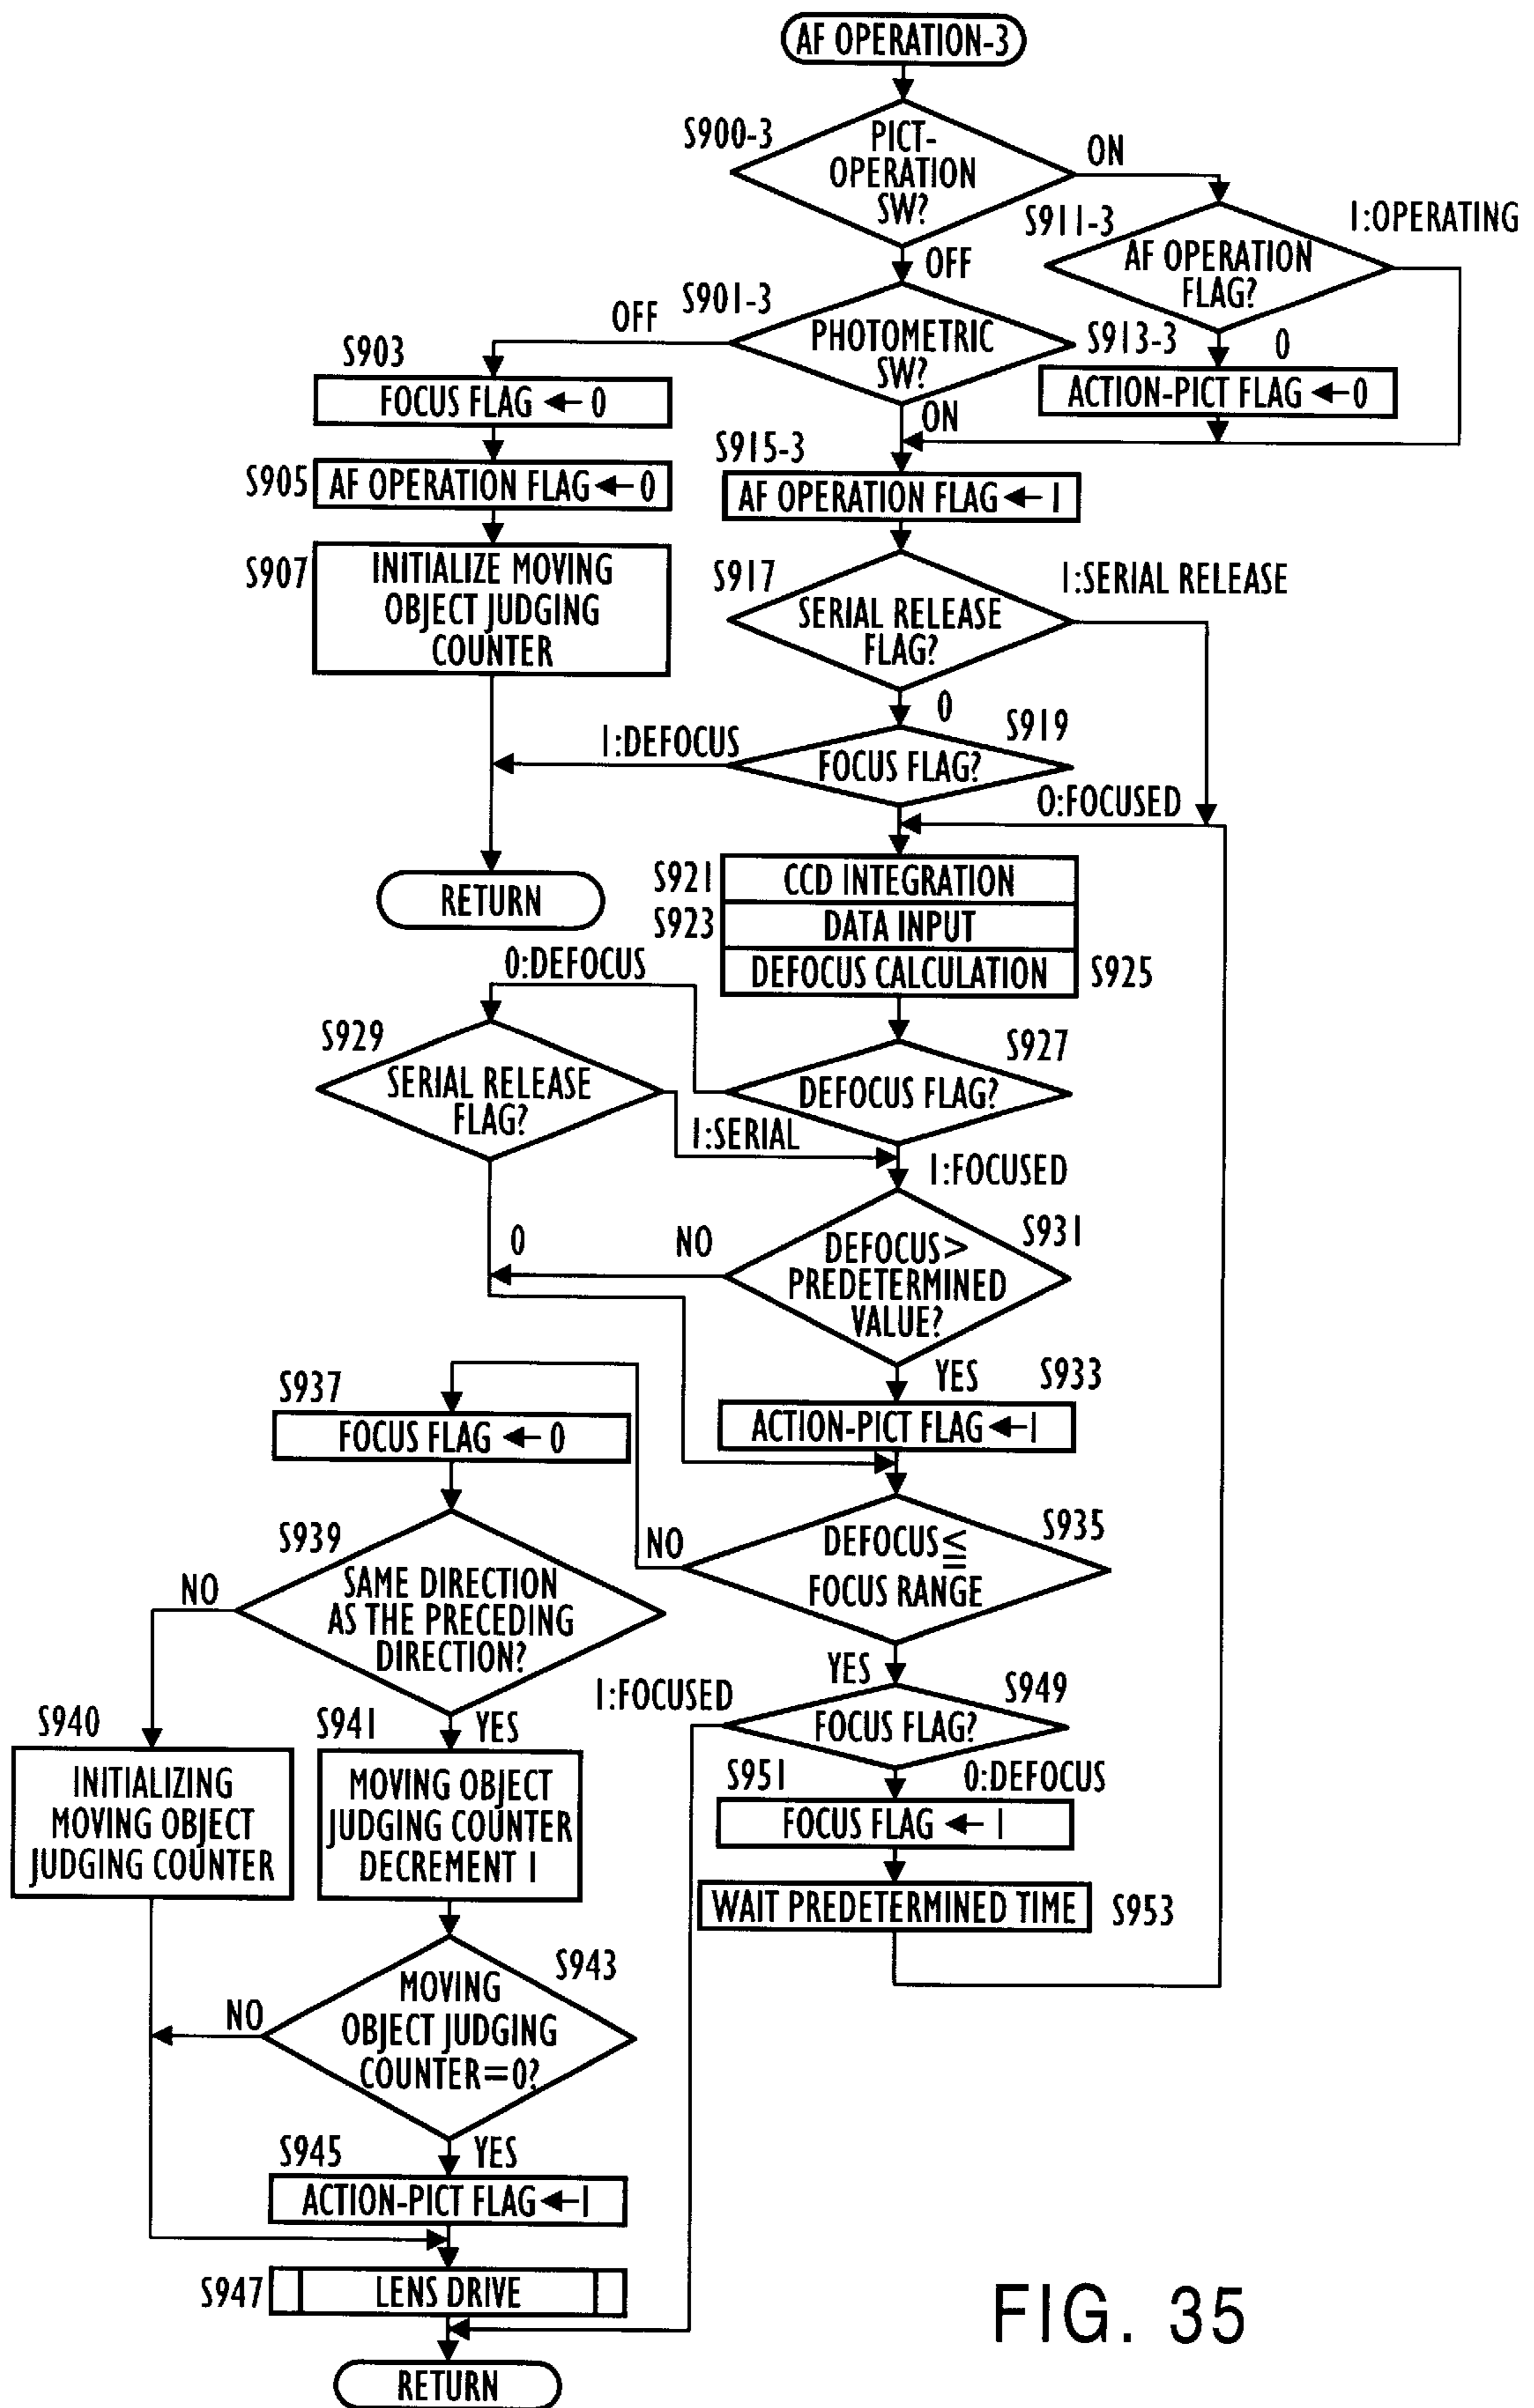 AF OPERATION-3
S900-3
PICT-
OPERATION
SW?
ON
OFF
S911-3
AF OPERATION
FLAG?
1:OPERATING
0
S913-3
ACTION-PICT FLAG ← 0
S901-3
PHOTOMETRIC
SW?
OFF
ON
S903
FOCUS FLAG ← 0
S905
AF OPERATION FLAG ← 0
S907
INITIALIZE MOVING
OBJECT JUDGING
COUNTER
S915-3
AF OPERATION FLAG ← 1
S917
SERIAL RELEASE
FLAG?
1:SERIAL RELEASE
0
S919
FOCUS FLAG?
1:DEFOCUS
0:FOCUSED
RETURN
S921
CCD INTEGRATION
S923
DATA INPUT
DEFOCUS CALCULATION
S925
0:DEFOCUS
S927
DEFOCUS FLAG?
S929
SERIAL RELEASE
FLAG?
1:SERIAL
1:FOCUSED
0
NO
S931
DEFOCUS >
PREDETERMINED
VALUE?
YES
S933
ACTION-PICT FLAG ← 1
S935
DEFOCUS ≦
FOCUS RANGE
NO
YES
S937
FOCUS FLAG ← 0
S939
SAME DIRECTION
AS THE PRECEDING
DIRECTION?
NO
YES
S940
INITIALIZING
MOVING OBJECT
JUDGING COUNTER
S941
MOVING OBJECT
JUDGING COUNTER
DECREMENT 1
1:FOCUSED
S949
FOCUS FLAG?
0:DEFOCUS
S951
FOCUS FLAG ← 1
WAIT PREDETERMINED TIME
S953
S943
MOVING
OBJECT JUDGING
COUNTER=0?
NO
YES
S945
ACTION-PICT FLAG ← 1
S947
LENS DRIVE
RETURN
FIG. 35